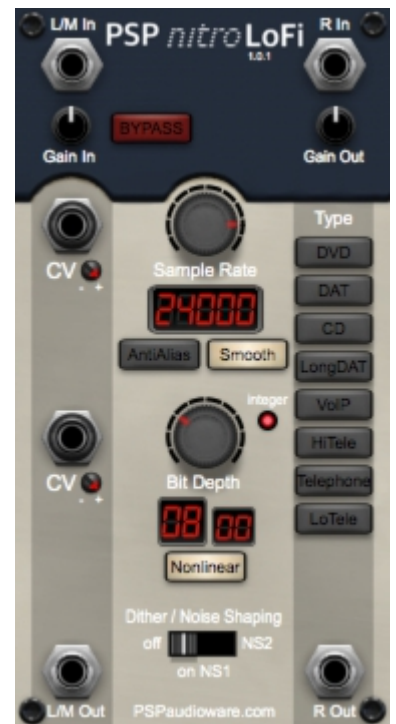 L/M In
PSP nitro LoFi
R In
1.0.1
BYPASS
Gain In
Gain Out
Type
CV
- +
Sample Rate
24000
AntiAlias
Smooth
DVD
DAT
CD
LongDAT
VoIP
HiTele
Telephone
LoTele
integer
CV
- +
Bit Depth
08 00
Nonlinear
Dither / Noise Shaping
off
NS2
on NS1
L/M Out
PSPaudioware.com
R Out